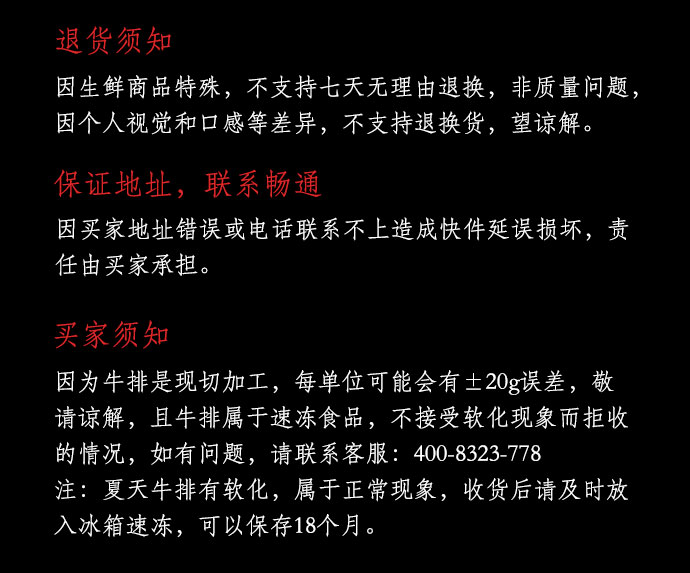 退货须知
因生鲜商品特殊，不支持七天无理由退换，非质量问题，
因个人视觉和口感等差异，不支持退换货，望谅解。
保证地址，联系畅通
因买家地址错误或电话联系不上造成快件延误损坏，责
任由买家承担。
买家须知
因为牛排是现切加工，每单位可能会有±20g误差，敬
请谅解，且牛排属于速冻食品，不接受软化现象而拒收
的情况，如有问题，请联系客服：400-8323-778
注：夏天牛排有软化，属于正常现象，收货后请及时放
入冰箱速冻，可以保存18个月。